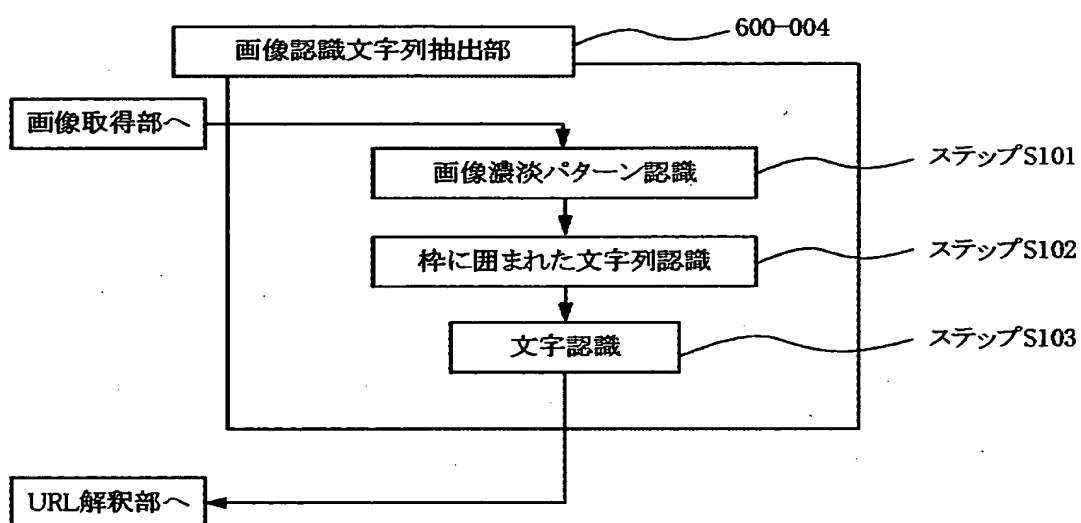 画像認識文字列抽出部
600-004
画像取得部へ
画像濃淡パターン認識
ステップS101
枠に囲まれた文字列認識
ステップS102
文字認識
ステップS103
URL解釈部へ